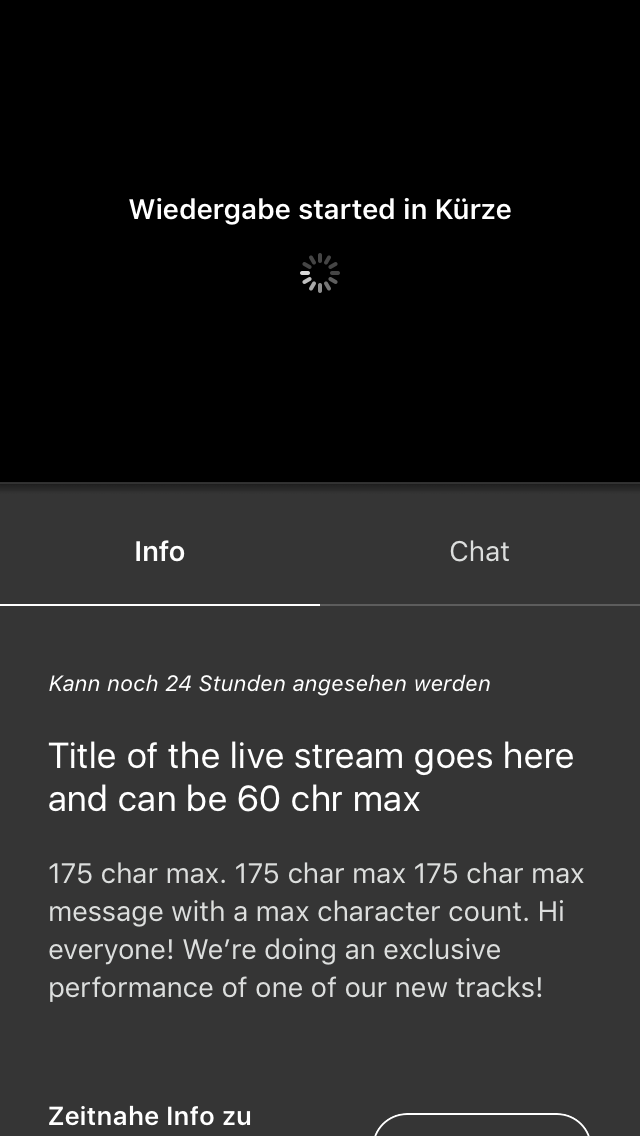 Wiedergabe started in Kürze
Info
Chat
Kann noch 24 Stunden angesehen werden
Title of the live stream goes here
and can be 60 chr max
175 char max. 175 char max 175 char max
message with a max character count. Hi
everyone! We’re doing an exclusive
performance of one of our new tracks!
Zeitnahe Info zu